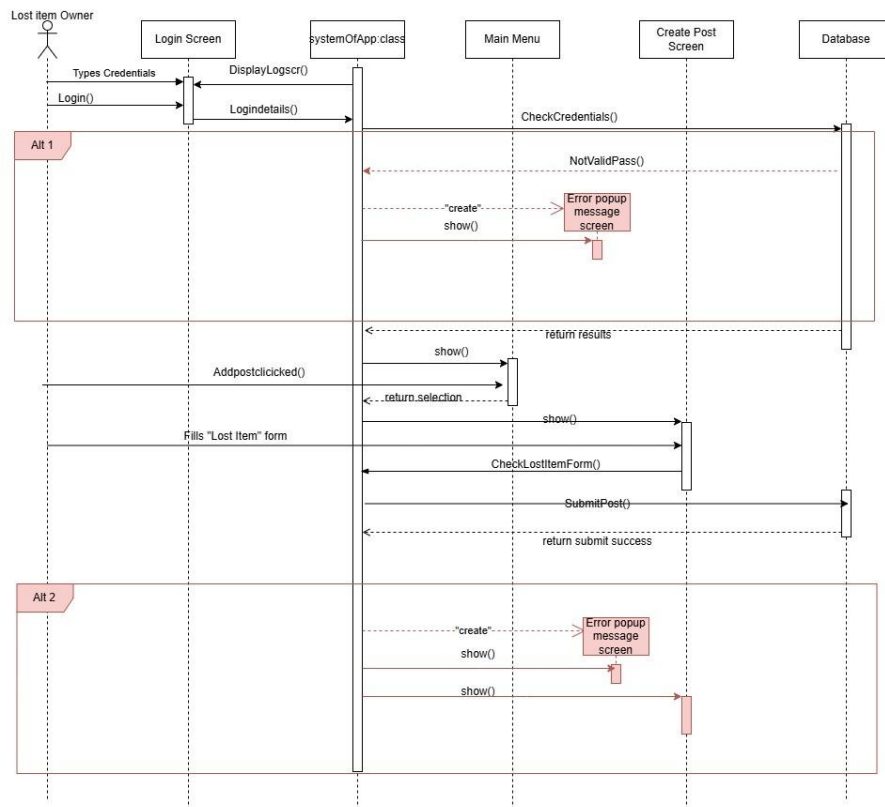 Lost item Owner
Login Screen
systemOfApp:class
Main Menu
Create Post
Screen
Database
Types Credentials
DisplayLogscr()
Login()
Logindetails()
CheckCredentials()
Alt 1
NotValidPass()
"create"
Error popup
message
screen
show()
return results
show()
Addpostclicicked()
return selection
show()
Fills "Lost Item" form
CheckLostItemForm()
SubmitPost()
return submit success
Alt 2
"create"
Error popup
message
screen
show()
show()